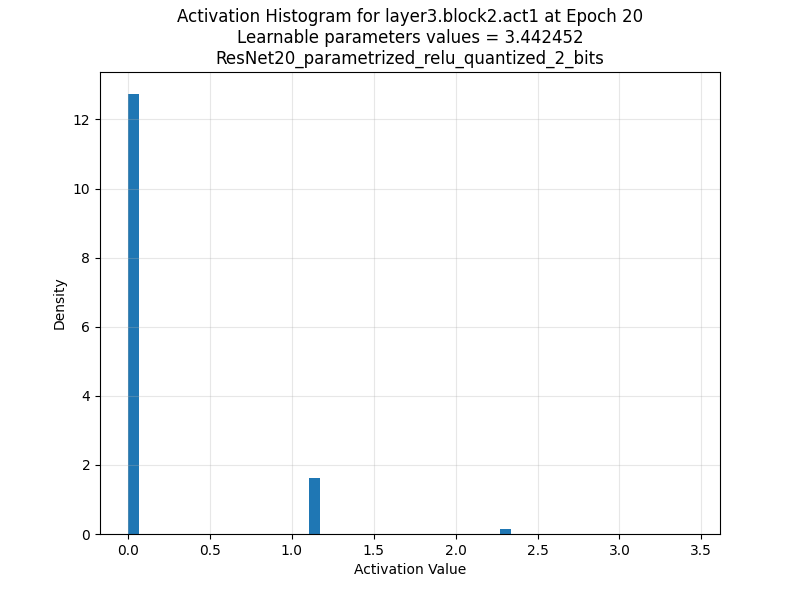 Activation Histogram for layer3.block2.act1 at Epoch 20
Learnable parameters values = 3.442452
ResNet20_parametrized_relu_quantized_2_bits
12
10
8
6
4
2
0
Density
0.0 0.5 1.0 1.5 2.0 2.5 3.0 3.5
Activation Value